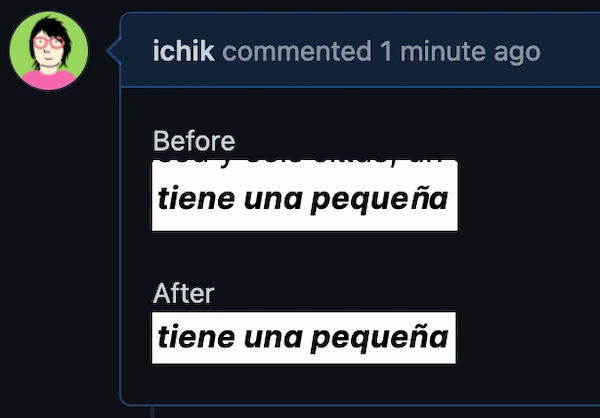 ichik commented 1 minute ago
Before
tiene una pequeña
After
tiene una pequeña